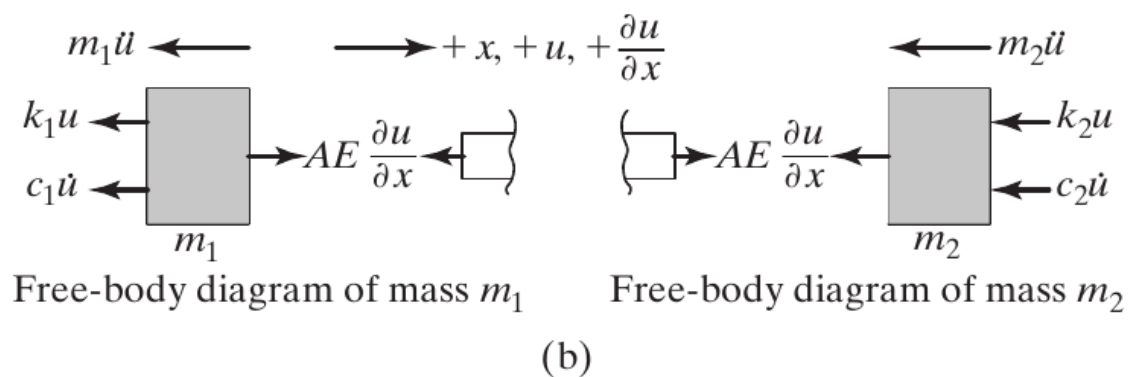 m₁ü + x, + u, + ∂u/∂x m₂ü
k₁u AE ∂u/∂x AE ∂u/∂x k₂u
c₁u̇ c₂u̇
m₁ m₂
Free-body diagram of mass m₁ Free-body diagram of mass m₂
(b)